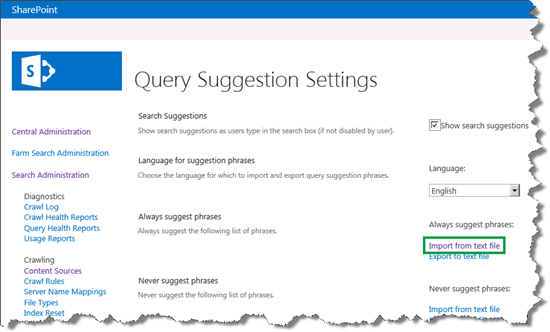 SharePoint
S
Query Suggestion Settings
Central Administration
Farm Search Administration
Search Administration
Diagnostics
Crawl Log
Crawl Health Reports
Query Health Reports
Usage Reports
Crawling
Content Sources
Crawl Rules
Server Name Mappings
File Types
Index Reset
Search Suggestions
Show search suggestions as users type in the search box (if not disabled by user).
Show search suggestions
Language for suggestion phrases
Choose the language for which to import and export query suggestion phrases.
Language:
English
Always suggest phrases
Always suggest the following list of phrases.
Always suggest phrases:
Import from text file
Export to text file
Never suggest phrases
Never suggest the following list of phrases.
Never suggest phrases:
Import from text file